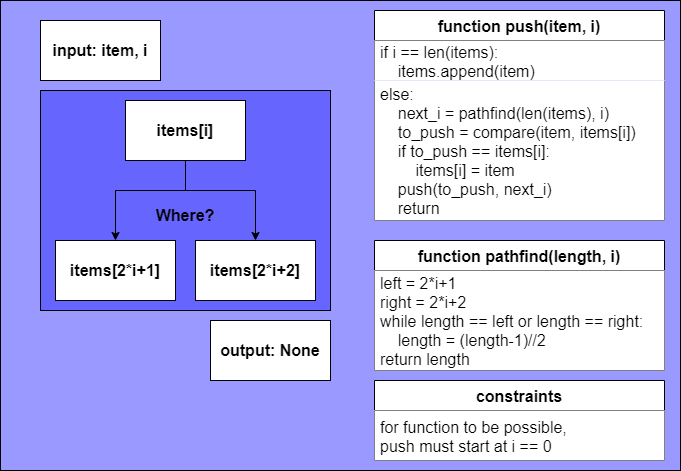 input: item, i
items[i]
Where?
items[2*i+1]
items[2*i+2]
output: None
function push(item, i)
if i == len(items):
items.append(item)
else:
next_i = pathfind(len(items), i)
to_push = compare(item, items[i])
if to_push == items[i]:
items[i] = item
push(to_push, next_i)
return
function pathfind(length, i)
left = 2*i+1
right = 2*i+2
while length == left or length == right:
length = (length-1)//2
return length
constraints
for function to be possible,
push must start at i == 0